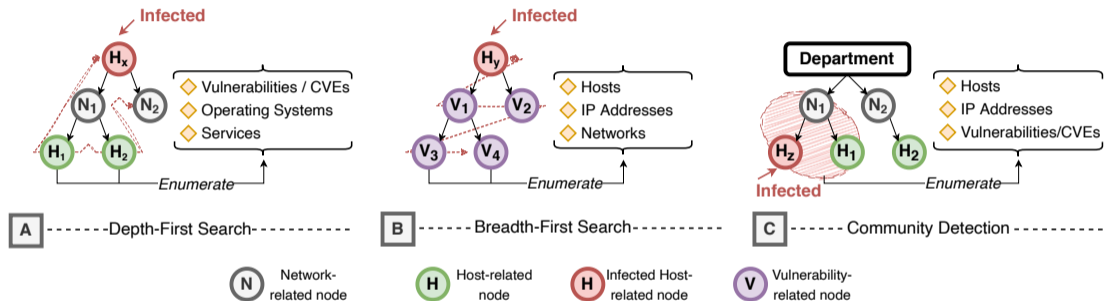 Infected
Hx
N1
N2
H1
H2
Vulnerabilities / CVEs
Operating Systems
Services
Enumerate
A
Depth-First Search
Infected
Hy
V1
V2
V3
V4
Hosts
IP Addresses
Networks
Enumerate
B
Breadth-First Search
Department
N1
N2
Hz
H1
H2
Infected
Hosts
IP Addresses
Vulnerabilities/CVEs
Enumerate
C
Community Detection
N
Network-
related node
H
Host-related
node
H
Infected Host-
related node
V
Vulnerability-
related node